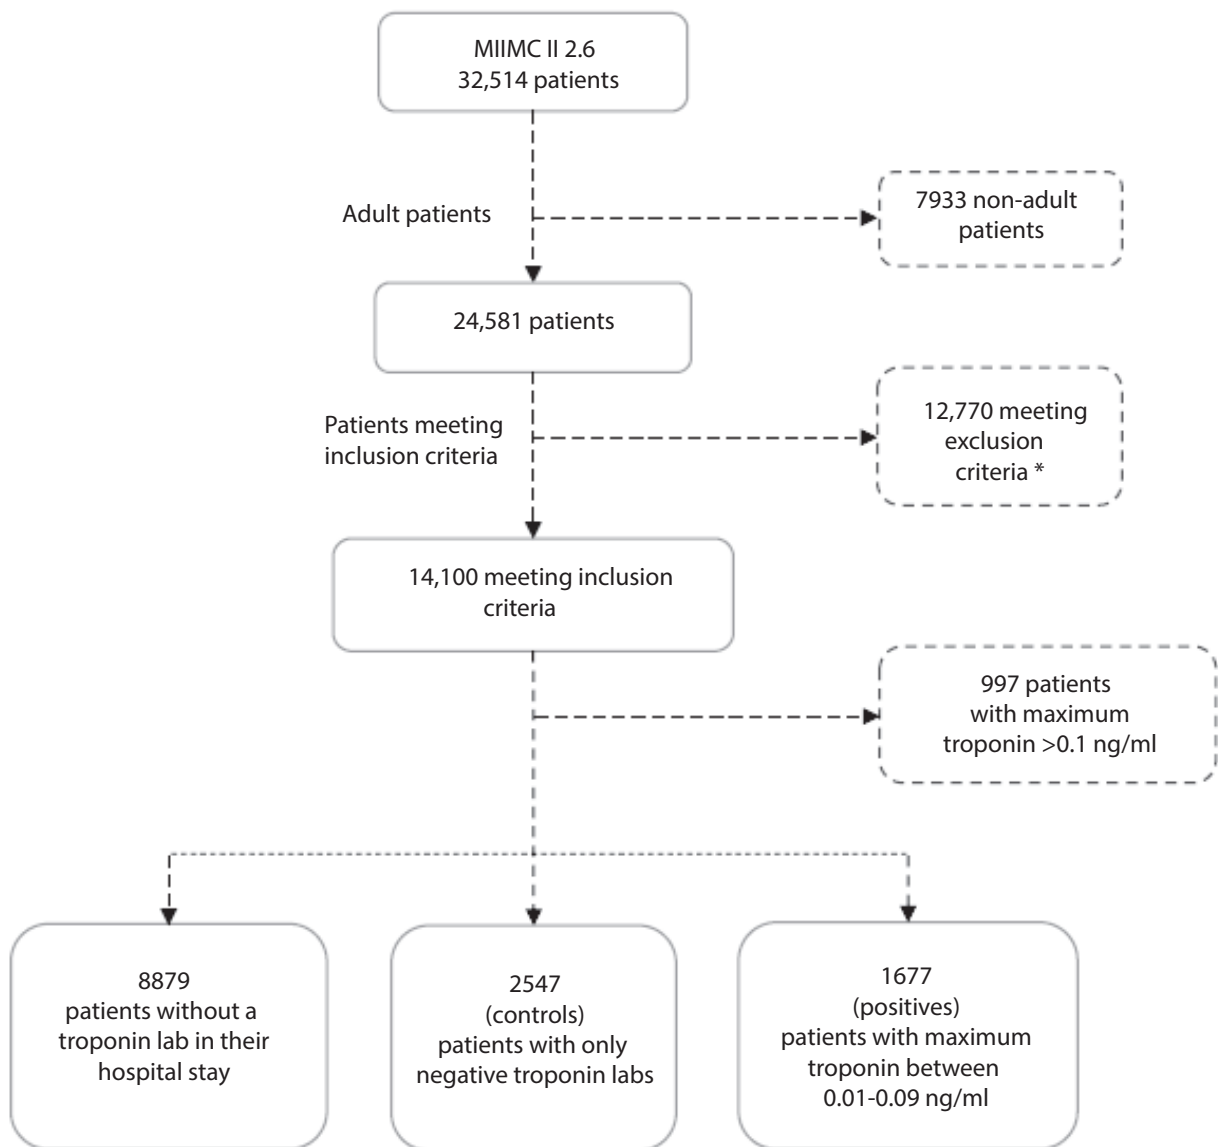 MIIMC II 2.6
32,514 patients
Adult patients
7933 non-adult
patients
24,581 patients
Patients meeting
inclusion criteria
12,770 meeting
exclusion
criteria *
14,100 meeting inclusion
criteria
997 patients
with maximum
troponin >0.1 ng/ml
8879
patients without a
troponin lab in their
hospital stay
2547
(controls)
patients with only
negative troponin labs
1677
(positives)
patients with maximum
troponin between
0.01-0.09 ng/ml